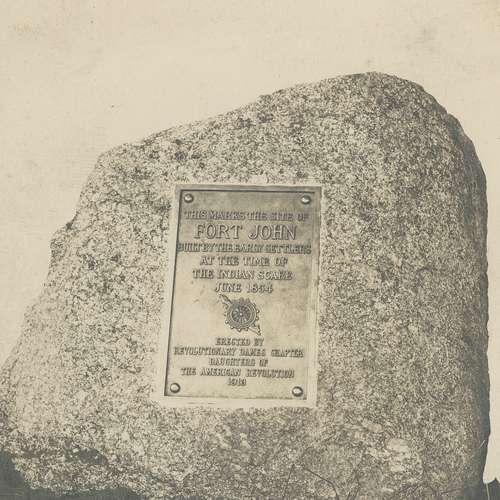 THIS MARKS THE SITE OF
FORT JOHN
BUILT BY THE EARLY SETTLERS
AT THE TIME OF
THE INDIAN SCARE
JUNE 1854
ERECTED BY
REVOLUTIONARY DAMES CHAPTER
DAUGHTERS OF
THE AMERICAN REVOLUTION